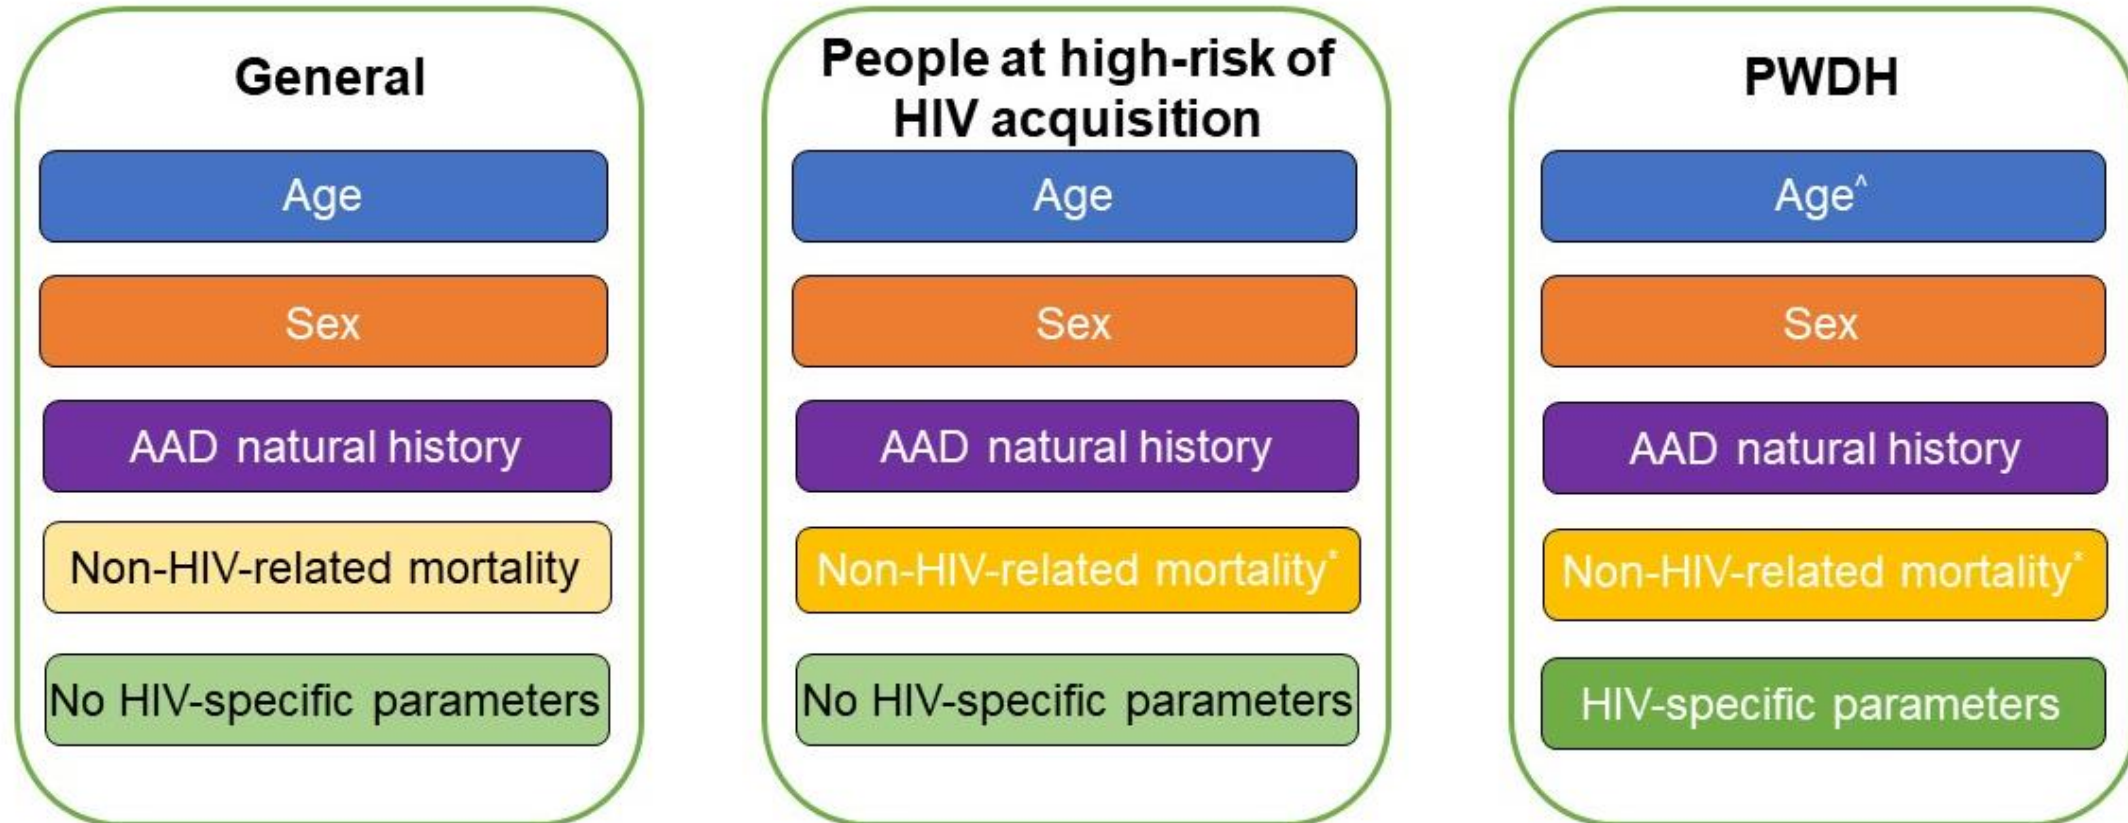 General
Age
Sex
AAD natural history
Non-HIV-related mortality
No HIV-specific parameters
People at high-risk of
HIV acquisition
Age
Sex
AAD natural history
Non-HIV-related mortality*
No HIV-specific parameters
PWDH
Age^
Sex
AAD natural history
Non-HIV-related mortality*
HIV-specific parameters